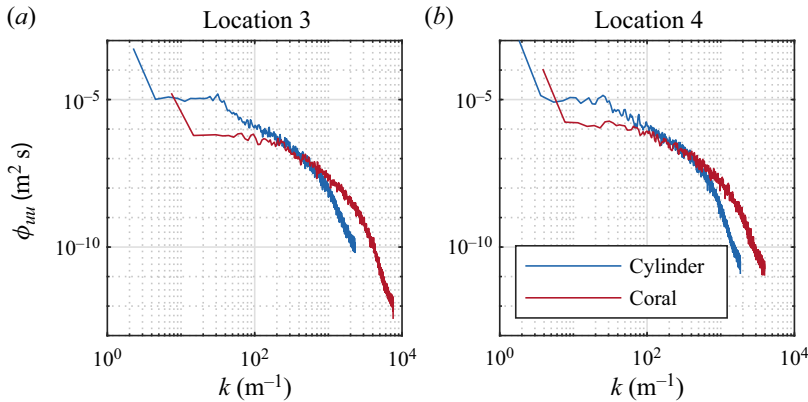 (a) Location 3
(b) Location 4
10⁻⁵
10⁻⁵
ϕuu (m² s)
10⁻¹⁰
10⁻¹⁰
Cylinder
Coral
10⁰ 10² 10⁴
10⁰ 10² 10⁴
k (m⁻¹)
k (m⁻¹)